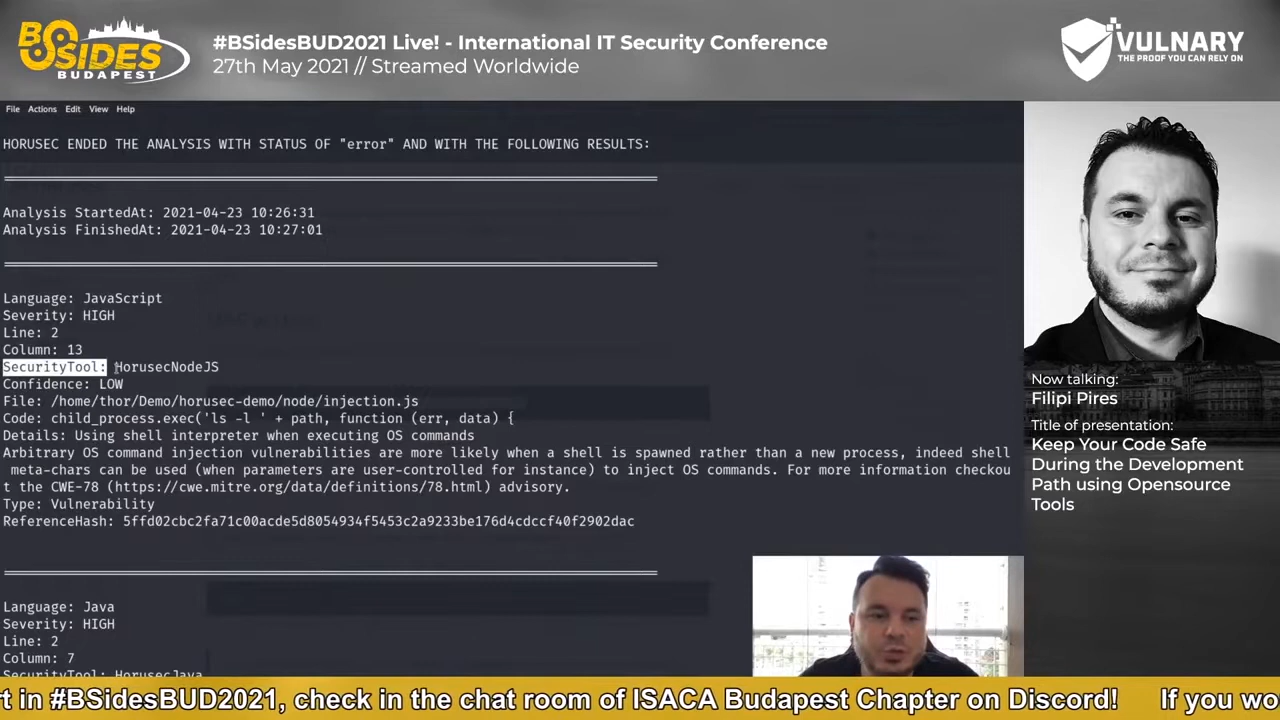 BSIDES
BUDAPEST
#BSidesBUD2021 Live! - International IT Security Conference
27th May 2021 // Streamed Worldwide
VULNARY
THE PROOF YOU CAN RELY ON
File Actions Edit View Help
HORUSEC ENDED THE ANALYSIS WITH STATUS OF "error" AND WITH THE FOLLOWING RESULTS:
Analysis StartedAt: 2021-04-23 10:26:31
Analysis FinishedAt: 2021-04-23 10:27:01
Language: JavaScript
Severity: HIGH
Line: 2
Column: 13
SecurityTool: HorusecNodeJS
Confidence: LOW
File: /home/thor/Demo/horusec-demo/node/injection.js
Code: child_process.exec('ls -l ' + path, function (err, data) {
Details: Using shell interpreter when executing OS commands
Arbitrary OS command injection vulnerabilities are more likely when a shell is spawned rather than a new process, indeed shell
meta-chars can be used (when parameters are user-controlled for instance) to inject OS commands. For more information checkou
t the CWE-78 (https://cwe.mitre.org/data/definitions/78.html) advisory.
Type: Vulnerability
ReferenceHash: 5ffd02cbc2fa71c00acde5d8054934f5453c2a9233be176d4cdccf40f2902dac
Language: Java
Severity: HIGH
Line: 2
Column: 7
SecurityTool: HorusecJava
Now talking:
Filipi Pires
Title of presentation:
Keep Your Code Safe
During the Development
Path using Opensource
Tools
rt in #BSidesBUD2021, check in the chat room of ISACA Budapest Chapter on Discord! If you wo